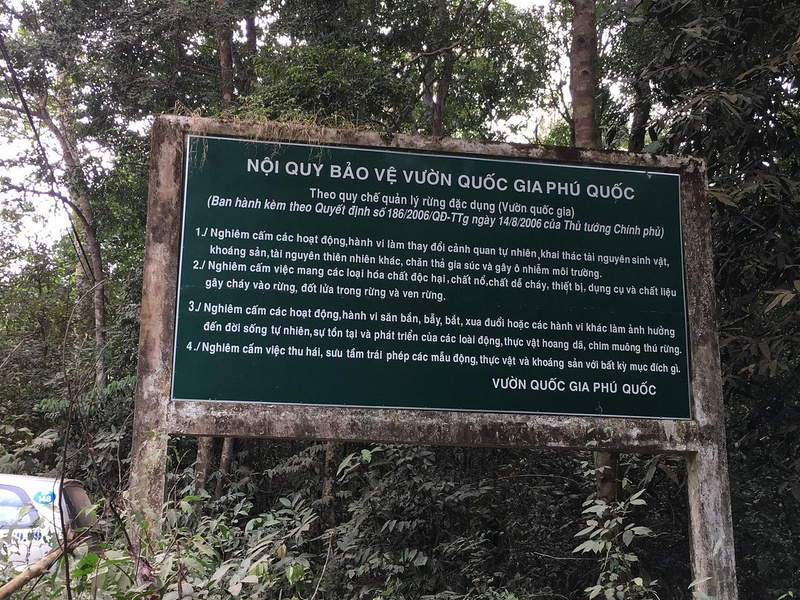 NỘI QUY BẢO VỆ VƯỜN QUỐC GIA PHÚ QUỐC
Theo quy chế quản lý rừng đặc dụng (Vườn quốc gia)
(Ban hành kèm theo Quyết định số 186/2006/QĐ-TTg ngày 14/8/2006 của Thủ tướng Chính phủ)
1./ Nghiêm cấm các hoạt động,hành vi làm thay đổi cảnh quan tự nhiên,khai thác tài nguyên sinh vật,
khoáng sản,tài nguyên thiên nhiên khác, chăn thả gia súc và gây ô nhiễm môi trường.
2./ Nghiêm cấm việc mang các loại hóa chất độc hại,chất nổ,chất dễ cháy, thiết bị, dụng cụ và chất liệu
gây cháy vào rừng, đốt lửa trong rừng và ven rừng.
3./ Nghiêm cấm các hoạt động,hành vi săn bắn, bẫy, bắt, xua đuổi hoặc các hành vi khác làm ảnh hưởng
đến đời sống tự nhiên,sự tồn tại và phát triển của các loài động,thực vật hoang dã, chim muông thú rừng.
4./ Nghiêm cấm việc thu hái, sưu tầm trái phép các mẫu động,thực vật và khoáng sản với bất kỳ mục đích gì.
VƯỜN QUỐC GIA PHÚ QUỐC
148